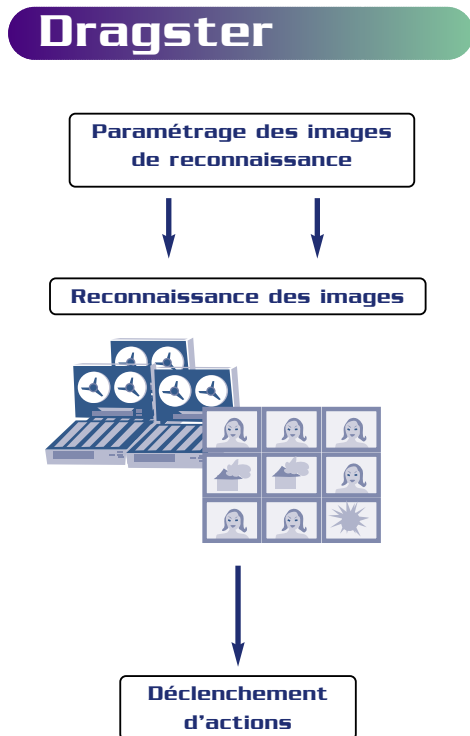 Dragster
Paramétrage des images
de reconnaissance
Reconnaissance des images
Déclenchement
d'actions